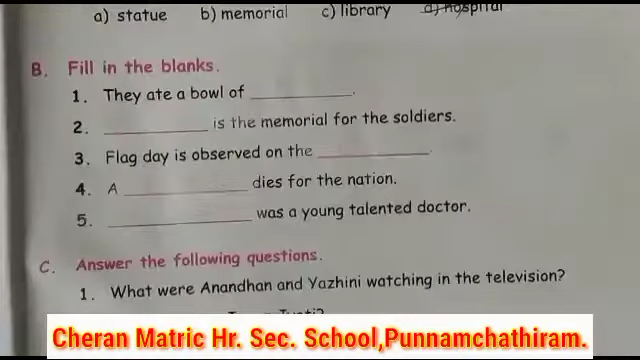 a) statue b) memorial c) library d) hospital
B. Fill in the blanks.
1. They ate a bowl of ____________.
2. ____________ is the memorial for the soldiers.
3. Flag day is observed on the ____________.
4. A ____________ dies for the nation.
5. ____________ was a young talented doctor.
C. Answer the following questions.
1. What were Anandhan and Yazhini watching in the television?
Cheran Matric Hr. Sec. School,Punnamchathiram.